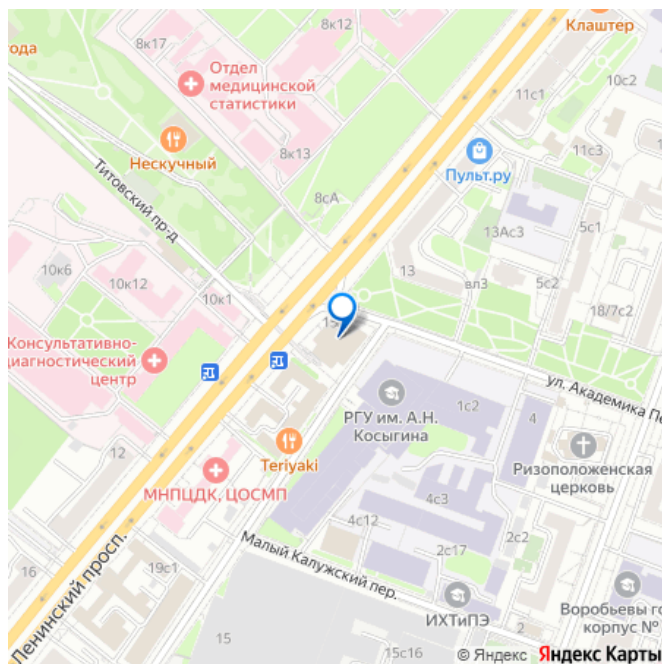 8к12
Клаштер
8к17
года
Отдел
медицинской
статистики
10с2
11с1
Нескучный
8к13
11с3
Пульт.ру
Титовский пр-д
8сА
13Ас3
5с1
10к6
10к12
13
вл3
5с2
10к1
18/7с2
Консультативно-
диагностический
центр
ул. Академика Пе
РГУ им. А.Н.
Косыгина
1с2
4
12
Teriyaki
Ризоположенская
церковь
МНПЦДК, ЦОСМП
4с3
4с12
2с2
Ленинский просп.
Малый Калужский пер.
2с17
16
19с1
ИХТиПЭ
Воробьевы го
корпус №
15
2
15с16
© Яндекс Яндекс Карты